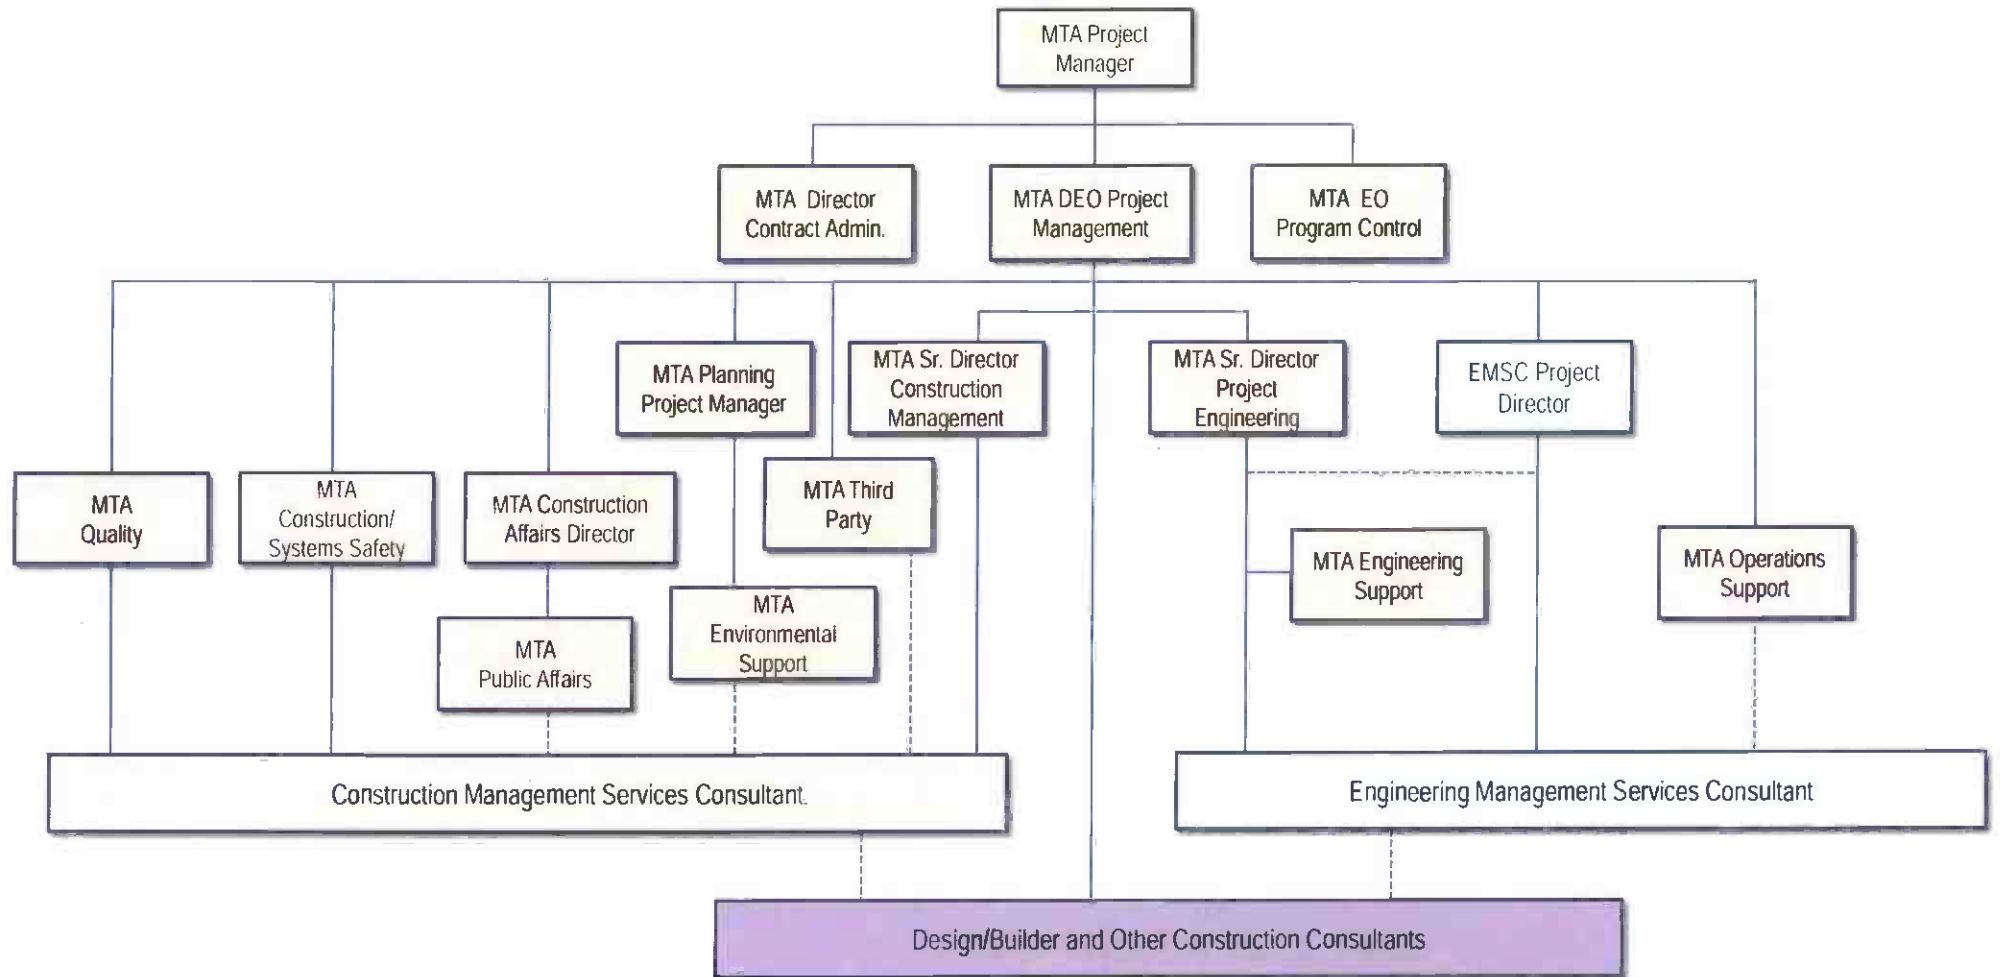 MTA Project
Manager
MTA Director
Contract Admin.
MTA DEO Project
Management
MTA EO
Program Control
MTA Planning
Project Manager
MTA Sr. Director
Construction
Management
MTA Sr. Director
Project
Engineering
EMSC Project
Director
MTA
Quality
MTA
Construction/
Systems Safety
MTA Construction
Affairs Director
MTA Third
Party
MTA Engineering
Support
MTA Operations
Support
MTA
Public Affairs
MTA
Environmental
Support
Construction Management Services Consultant.
Engineering Management Services Consultant
Design/Builder and Other Construction Consultants